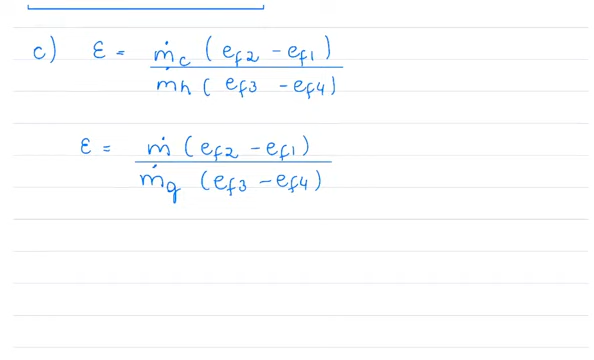 c) ε = ṁc (ef2 - ef1)
ṁh ( ef3 - ef4)
ε = ṁ (ef2 - ef1)
ṁg (ef3 - ef4)